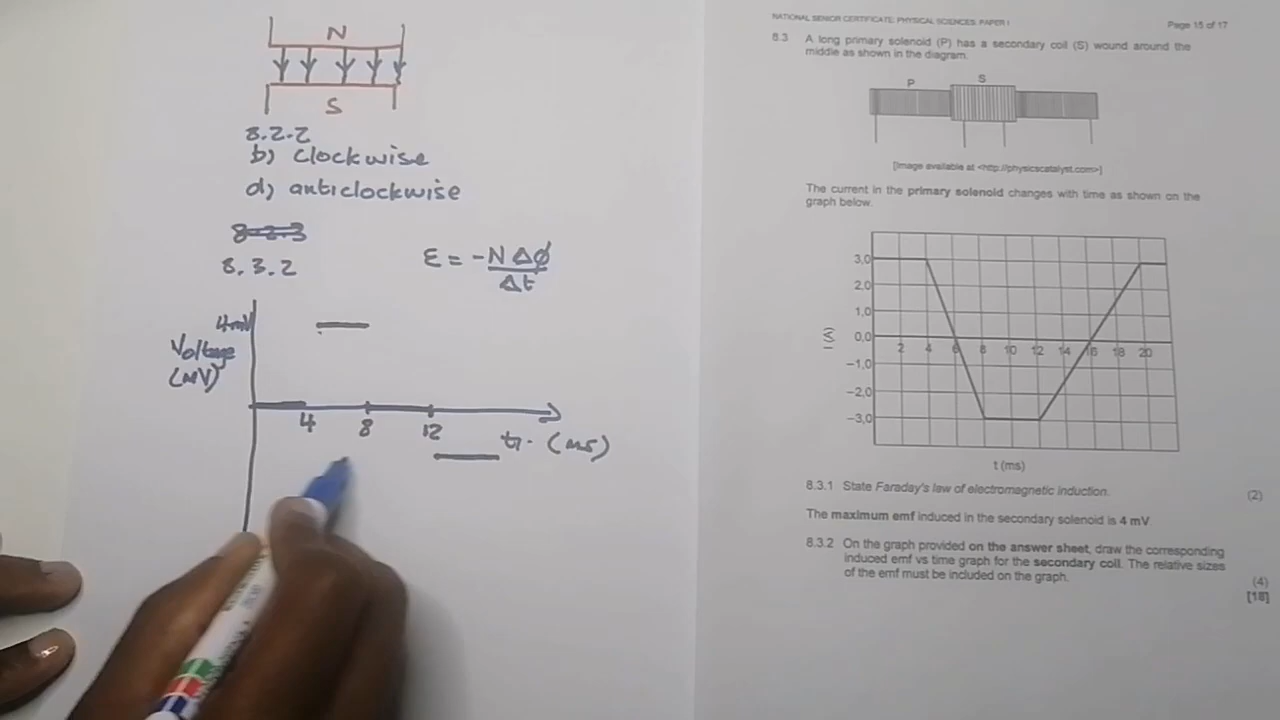 N
S
8.2.2
b) clockwise
d) anticlockwise
8.2.3
8.3.2
ε = -N Δφ
Δt
4mV
Voltage
(mV)
4
8
12
(ms)
NATIONAL SENIOR CERTIFICATE: PHYSICAL SCIENCES: PAPER I
Page 15 of 17
8.3 A long primary solenoid (P) has a secondary coil (S) wound around the
middle as shown in the diagram.
P
S
[Image available at <http://physicscatalyst.com>]
The current in the primary solenoid changes with time as shown on the
graph below.
3,0
2,0
1,0
0,0
–1,0
–2,0
–3,0
I (A)
2 4 6 8 10 12 14 16 18 20
t (ms)
8.3.1 State Faraday's law of electromagnetic induction.
(2)
The maximum emf induced in the secondary solenoid is 4 mV
8.3.2 On the graph provided on the answer sheet, draw the corresponding
induced emf vs time graph for the secondary coil. The relative sizes
of the emf must be included on the graph.
(4)
[18]